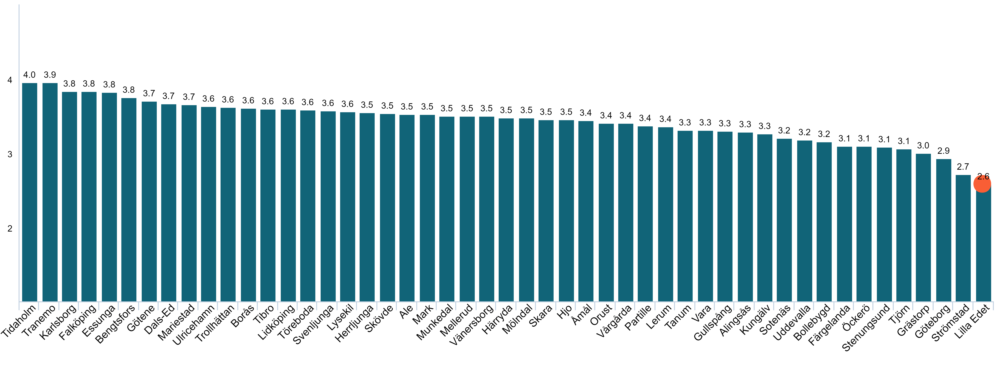 4.0 3.9 3.8 3.8 3.8 3.8 3.7 3.7 3.7 3.6 3.6 3.6 3.6 3.6 3.6 3.6 3.6 3.5 3.5 3.5 3.5 3.5 3.5 3.5 3.5 3.5 3.5 3.5 3.4 3.4 3.4 3.4 3.4 3.3 3.3 3.3 3.3 3.3 3.2 3.2 3.2 3.1 3.1 3.1 3.1 3.0 2.9 2.7 2.6
4
3
2
Tidaholm
Tranemo
Karlsborg
Falköping
Essunga
Bengtsfors
Götene
Dals-Ed
Mariestad
Ulricehamn
Trollhättan
Borås
Tibro
Lidköping
Töreboda
Svenljunga
Lysekil
Herrljunga
Skövde
Ale
Mark
Munkedal
Mellerud
Vänersborg
Härryda
Mölndal
Skara
Hjo
Åmål
Orust
Vårgårda
Partille
Lerum
Tanum
Vara
Gullspång
Alingsås
Kungälv
Sotenäs
Uddevalla
Bollebygd
Färgelanda
Öckerö
Stenungsund
Tjörn
Grästorp
Göteborg
Strömstad
Lilla Edet